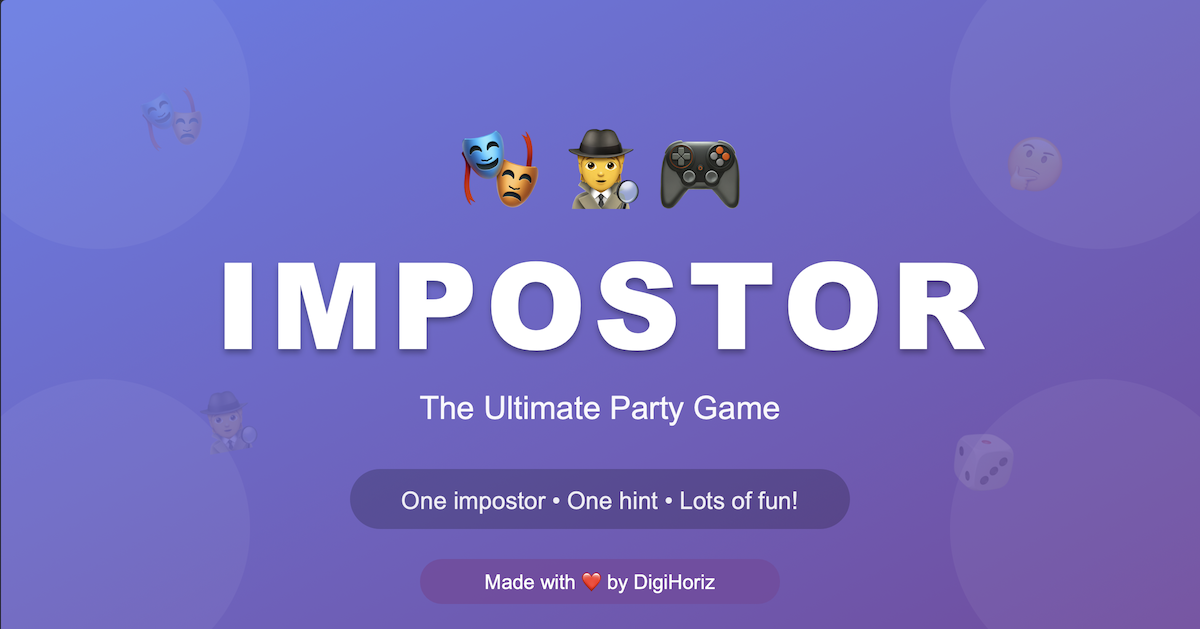 IMPOSTOR
The Ultimate Party Game
One impostor • One hint • Lots of fun!
Made with ❤️ by DigiHoriz